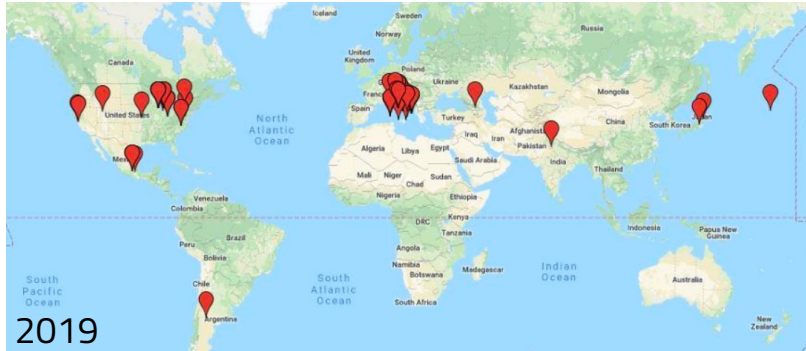 Iceland
Sweden
Norway
Russia
Canada
United
Kingdom
Poland
Ukraine
Kazakhstan
Mongolia
France
Spain
Turkey
United States
North
Atlantic
Ocean
Iraq
Iran
Afghanistan
Pakistan
China
South Korea
Japan
Algeria
Libya
Egypt
Saudi Arabia
India
Thailand
Mexico
Mali
Niger
Chad
Sudan
Nigeria
Ethiopia
Venezuela
Colombia
DRC
Kenya
Tanzania
Indonesia
Papua New
Guinea
Peru
Brazil
Bolivia
Angola
Namibia
Botswana
Madagascar
South
Pacific
Ocean
South
Atlantic
Ocean
Indian
Ocean
Australia
Chile
Argentina
South Africa
New
Zealand
2019